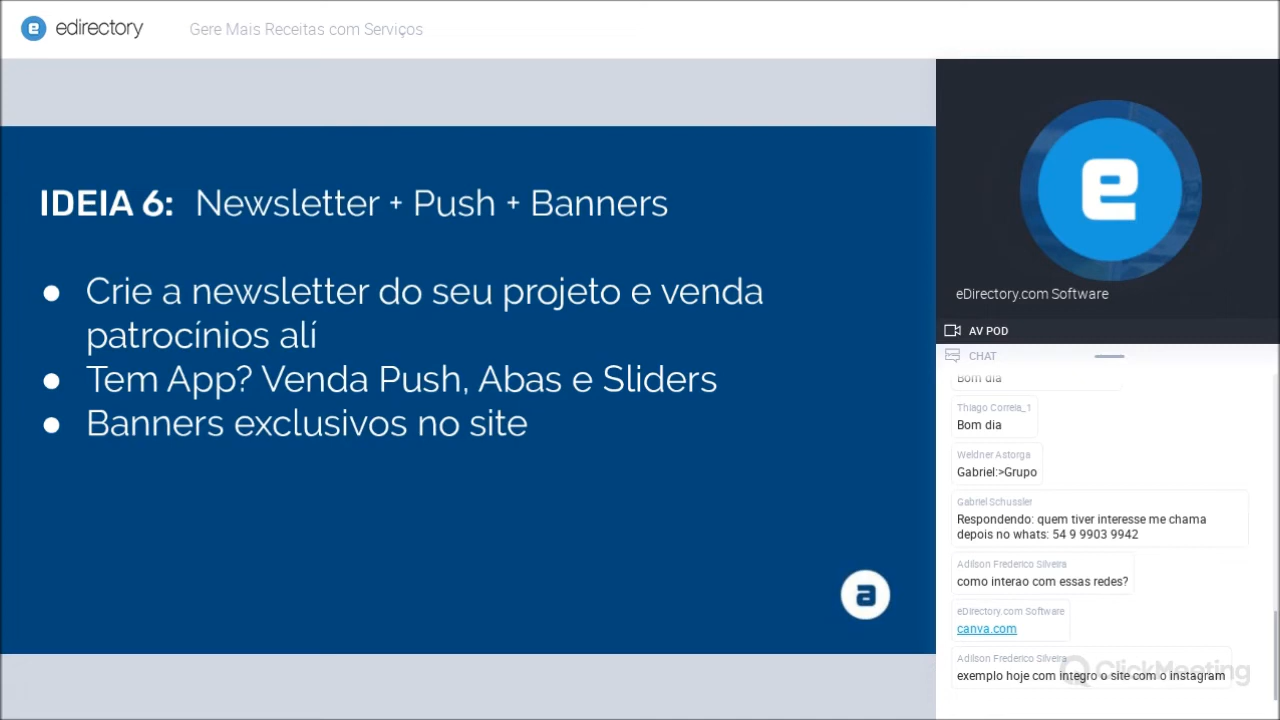 edirectory
Gere Mais Receitas com Serviços
IDEIA 6: Newsletter + Push + Banners
● Crie a newsletter do seu projeto e venda
patrocínios alí
● Tem App? Venda Push, Abas e Sliders
● Banners exclusivos no site
a
e
eDirectory.com Software
AV POD
CHAT
Bom dia
Thiago Correia_1
Bom dia
Weldner Astorga
Gabriel:>Grupo
Gabriel Schussler
Respondendo: quem tiver interesse me chama
depois no whats: 54 9 9903 9942
Adilson Frederico Silveira
como interao com essas redes?
eDirectory.com Software
canva.com
Adilson Frederico Silveira
exemplo hoje com integro o site com o instagram
ClickMeeting